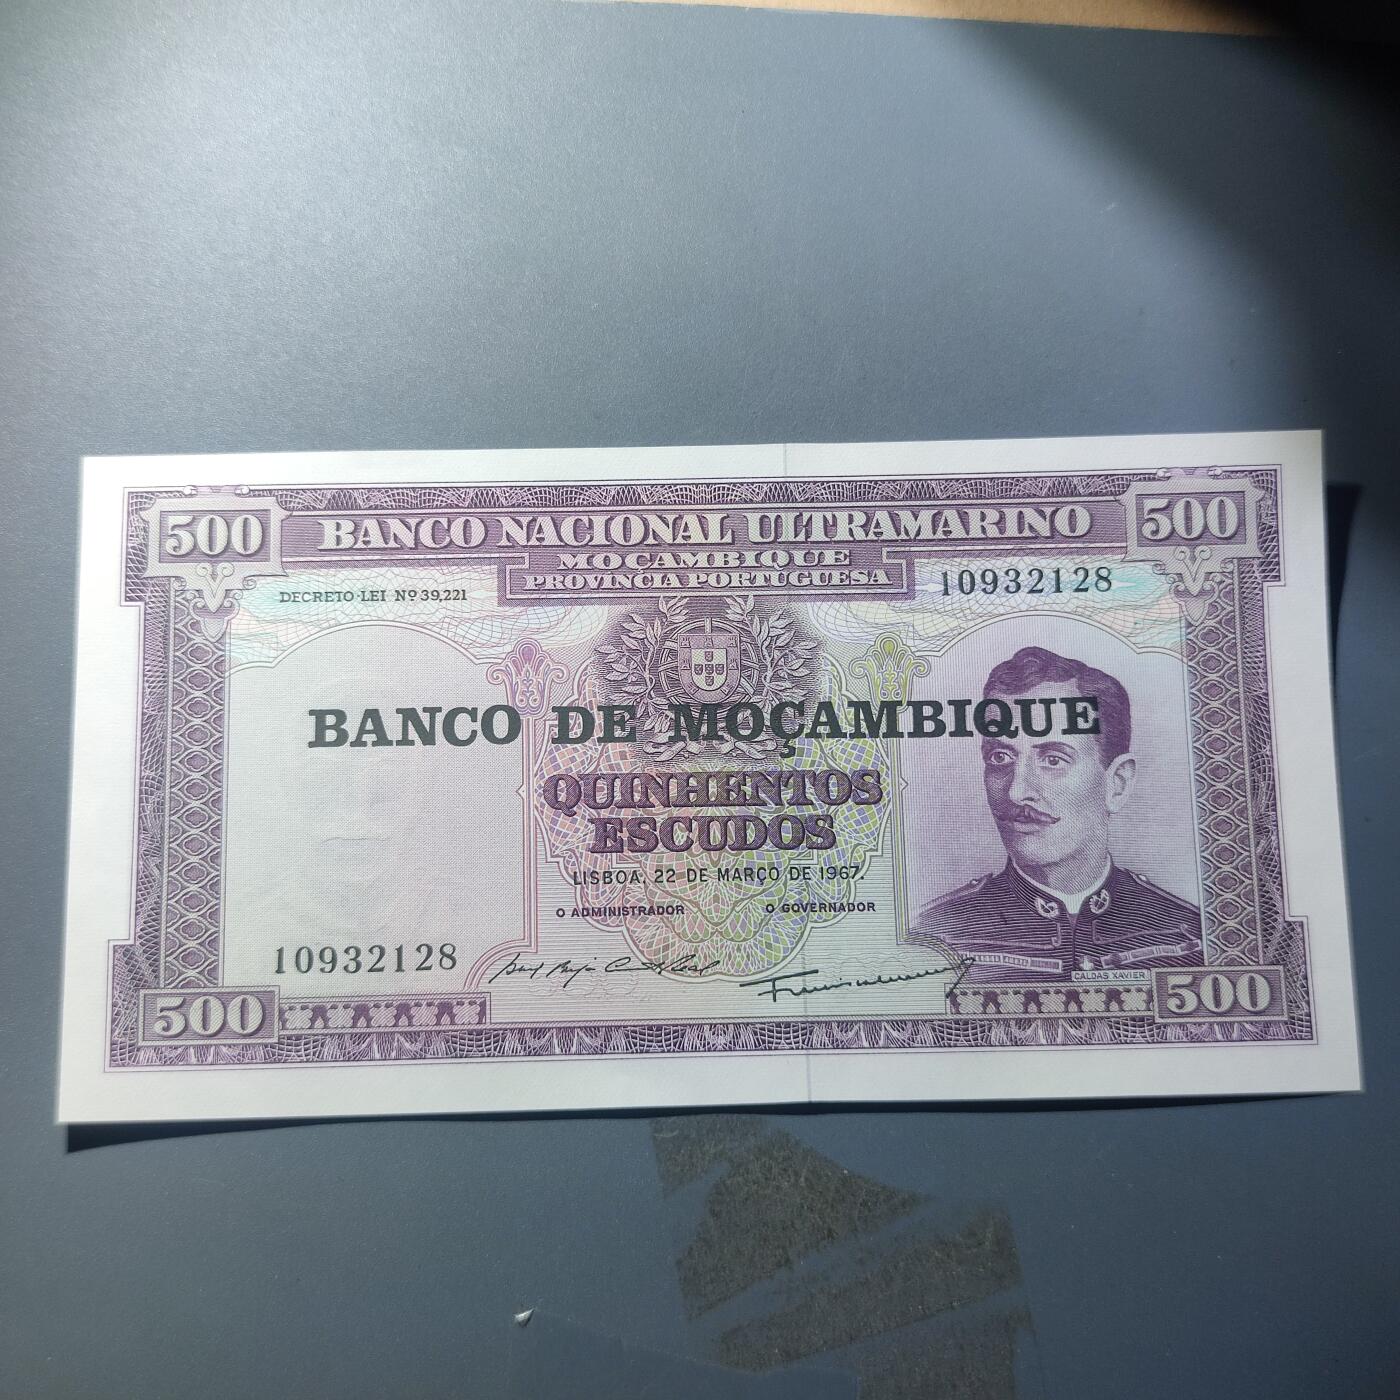 500 BANCO NACIONAL ULTRAMARINO 500
MOÇAMBIQUE
PROVÍNCIA PORTUGUESA
DECRETO-LEI Nº 39,221
10932128
BANCO DE MOÇAMBIQUE
QUINHENTOS
ESCUDOS
LISBOA, 22 DE MARÇO DE 1967.
O ADMINISTRADOR O GOVERNADOR
10932128
CALDAS XAVIER
500 500